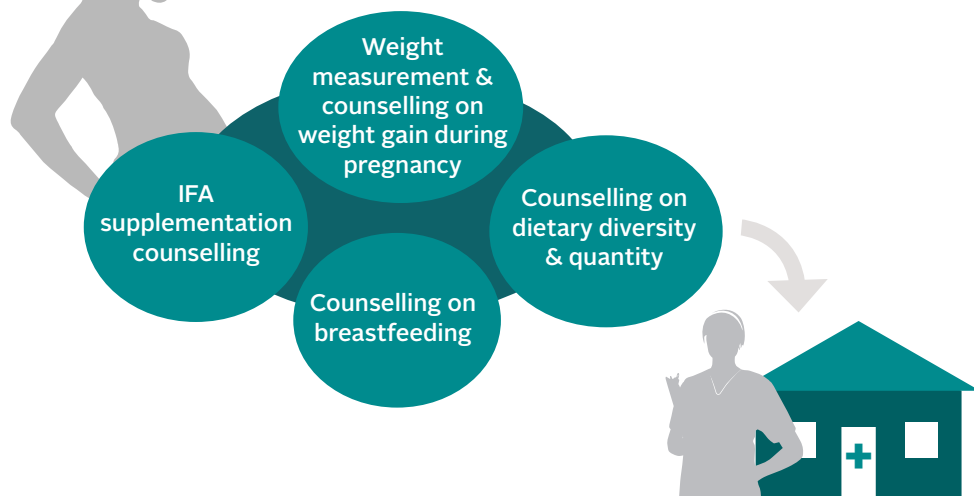 Weight
measurement &
counselling on
weight gain during
pregnancy
IFA
supplementation
counselling
Counselling on
dietary diversity
& quantity
Counselling on
breastfeeding